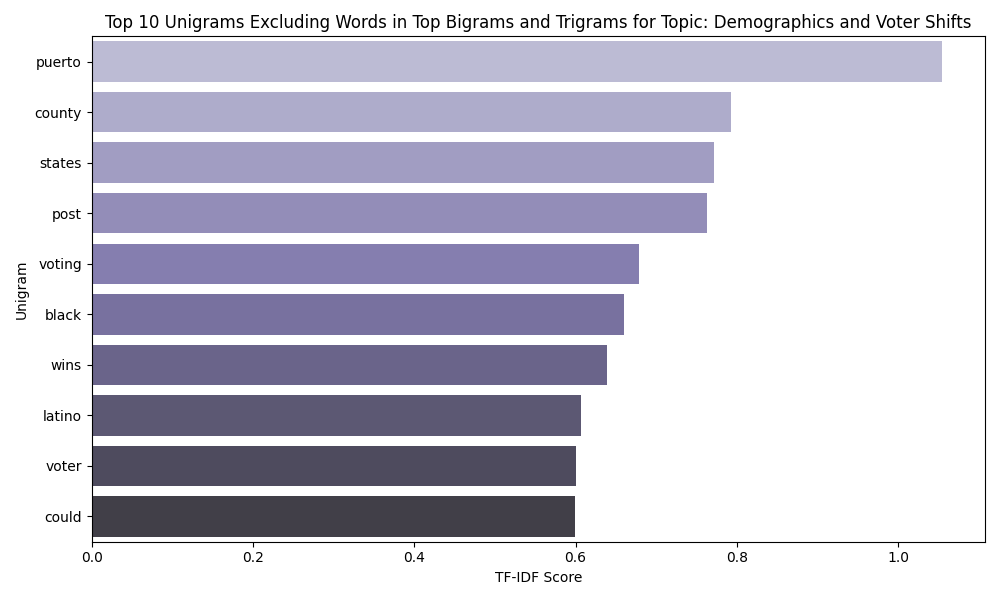 Top 10 Unigrams Excluding Words in Top Bigrams and Trigrams for Topic: Demographics and Voter Shifts
puerto
county
states
post
voting
black
wins
latino
voter
could
Unigram
0.0 0.2 0.4 0.6 0.8 1.0
TF-IDF Score